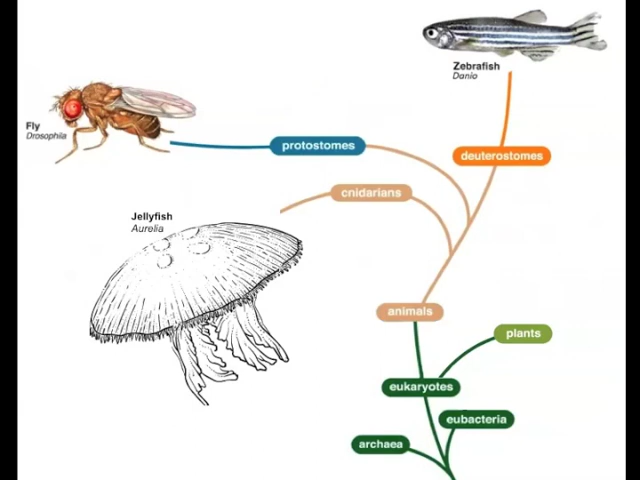 Zebrafish
Danio
Fly
Drosophila
protostomes
deuterostomes
cnidarians
Jellyfish
Aurelia
animals
plants
eukaryotes
eubacteria
archaea